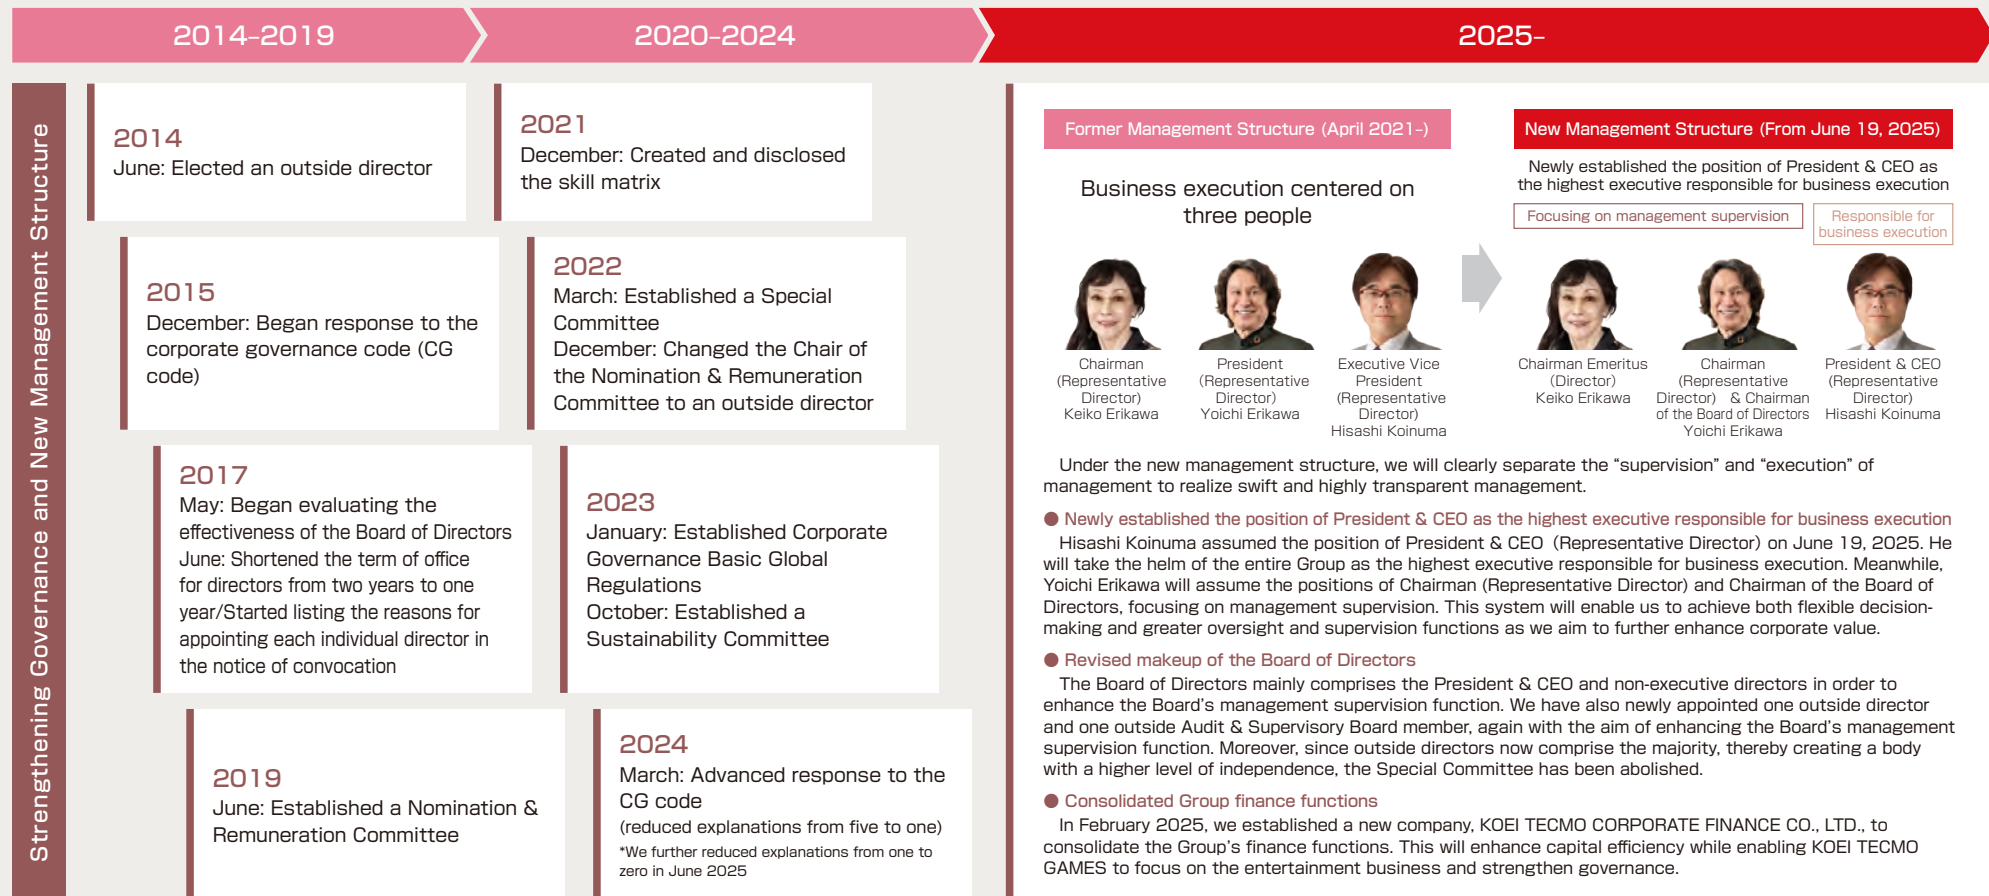 2014–2019
2020–2024
2025–
Strengthening Governance and New Management Structure
2014
June: Elected an outside director
2015
December: Began response to the
corporate governance code (CG
code)
2017
May: Began evaluating the
effectiveness of the Board of Directors
June: Shortened the term of office
for directors from two years to one
year/Started listing the reasons for
appointing each individual director in
the notice of convocation
2019
June: Established a Nomination &
Remuneration Committee
2021
December: Created and disclosed
the skill matrix
2022
March: Established a Special
Committee
December: Changed the Chair of
the Nomination & Remuneration
Committee to an outside director
2023
January: Established Corporate
Governance Basic Global
Regulations
October: Established a
Sustainability Committee
2024
March: Advanced response to the
CG code
(reduced explanations from five to one)
*We further reduced explanations from one to
zero in June 2025
Former Management Structure (April 2021–)
Business execution centered on
three people
Chairman
(Representative
Director)
Keiko Erikawa
President
(Representative
Director)
Yoichi Erikawa
Executive Vice
President
(Representative
Director)
Hisashi Koinuma
New Management Structure (From June 19, 2025)
Newly established the position of President & CEO as
the highest executive responsible for business execution
Focusing on management supervision
Responsible for
business execution
Chairman Emeritus
(Director)
Keiko Erikawa
Chairman
(Representative
Director) & Chairman
of the Board of Directors
Yoichi Erikawa
President & CEO
(Representative
Director)
Hisashi Koinuma
Under the new management structure, we will clearly separate the “supervision” and “execution” of
management to realize swift and highly transparent management.
● Newly established the position of President & CEO as the highest executive responsible for business execution
Hisashi Koinuma assumed the position of President & CEO (Representative Director) on June 19, 2025. He
will take the helm of the entire Group as the highest executive responsible for business execution. Meanwhile,
Yoichi Erikawa will assume the positions of Chairman (Representative Director) and Chairman of the Board of
Directors, focusing on management supervision. This system will enable us to achieve both flexible decision-
making and greater oversight and supervision functions as we aim to further enhance corporate value.
● Revised makeup of the Board of Directors
The Board of Directors mainly comprises the President & CEO and non-executive directors in order to
enhance the Board’s management supervision function. We have also newly appointed one outside director
and one outside Audit & Supervisory Board member, again with the aim of enhancing the Board’s management
supervision function. Moreover, since outside directors now comprise the majority, thereby creating a body
with a higher level of independence, the Special Committee has been abolished.
● Consolidated Group finance functions
In February 2025, we established a new company, KOEI TECMO CORPORATE FINANCE CO., LTD., to
consolidate the Group’s finance functions. This will enhance capital efficiency while enabling KOEI TECMO
GAMES to focus on the entertainment business and strengthen governance.